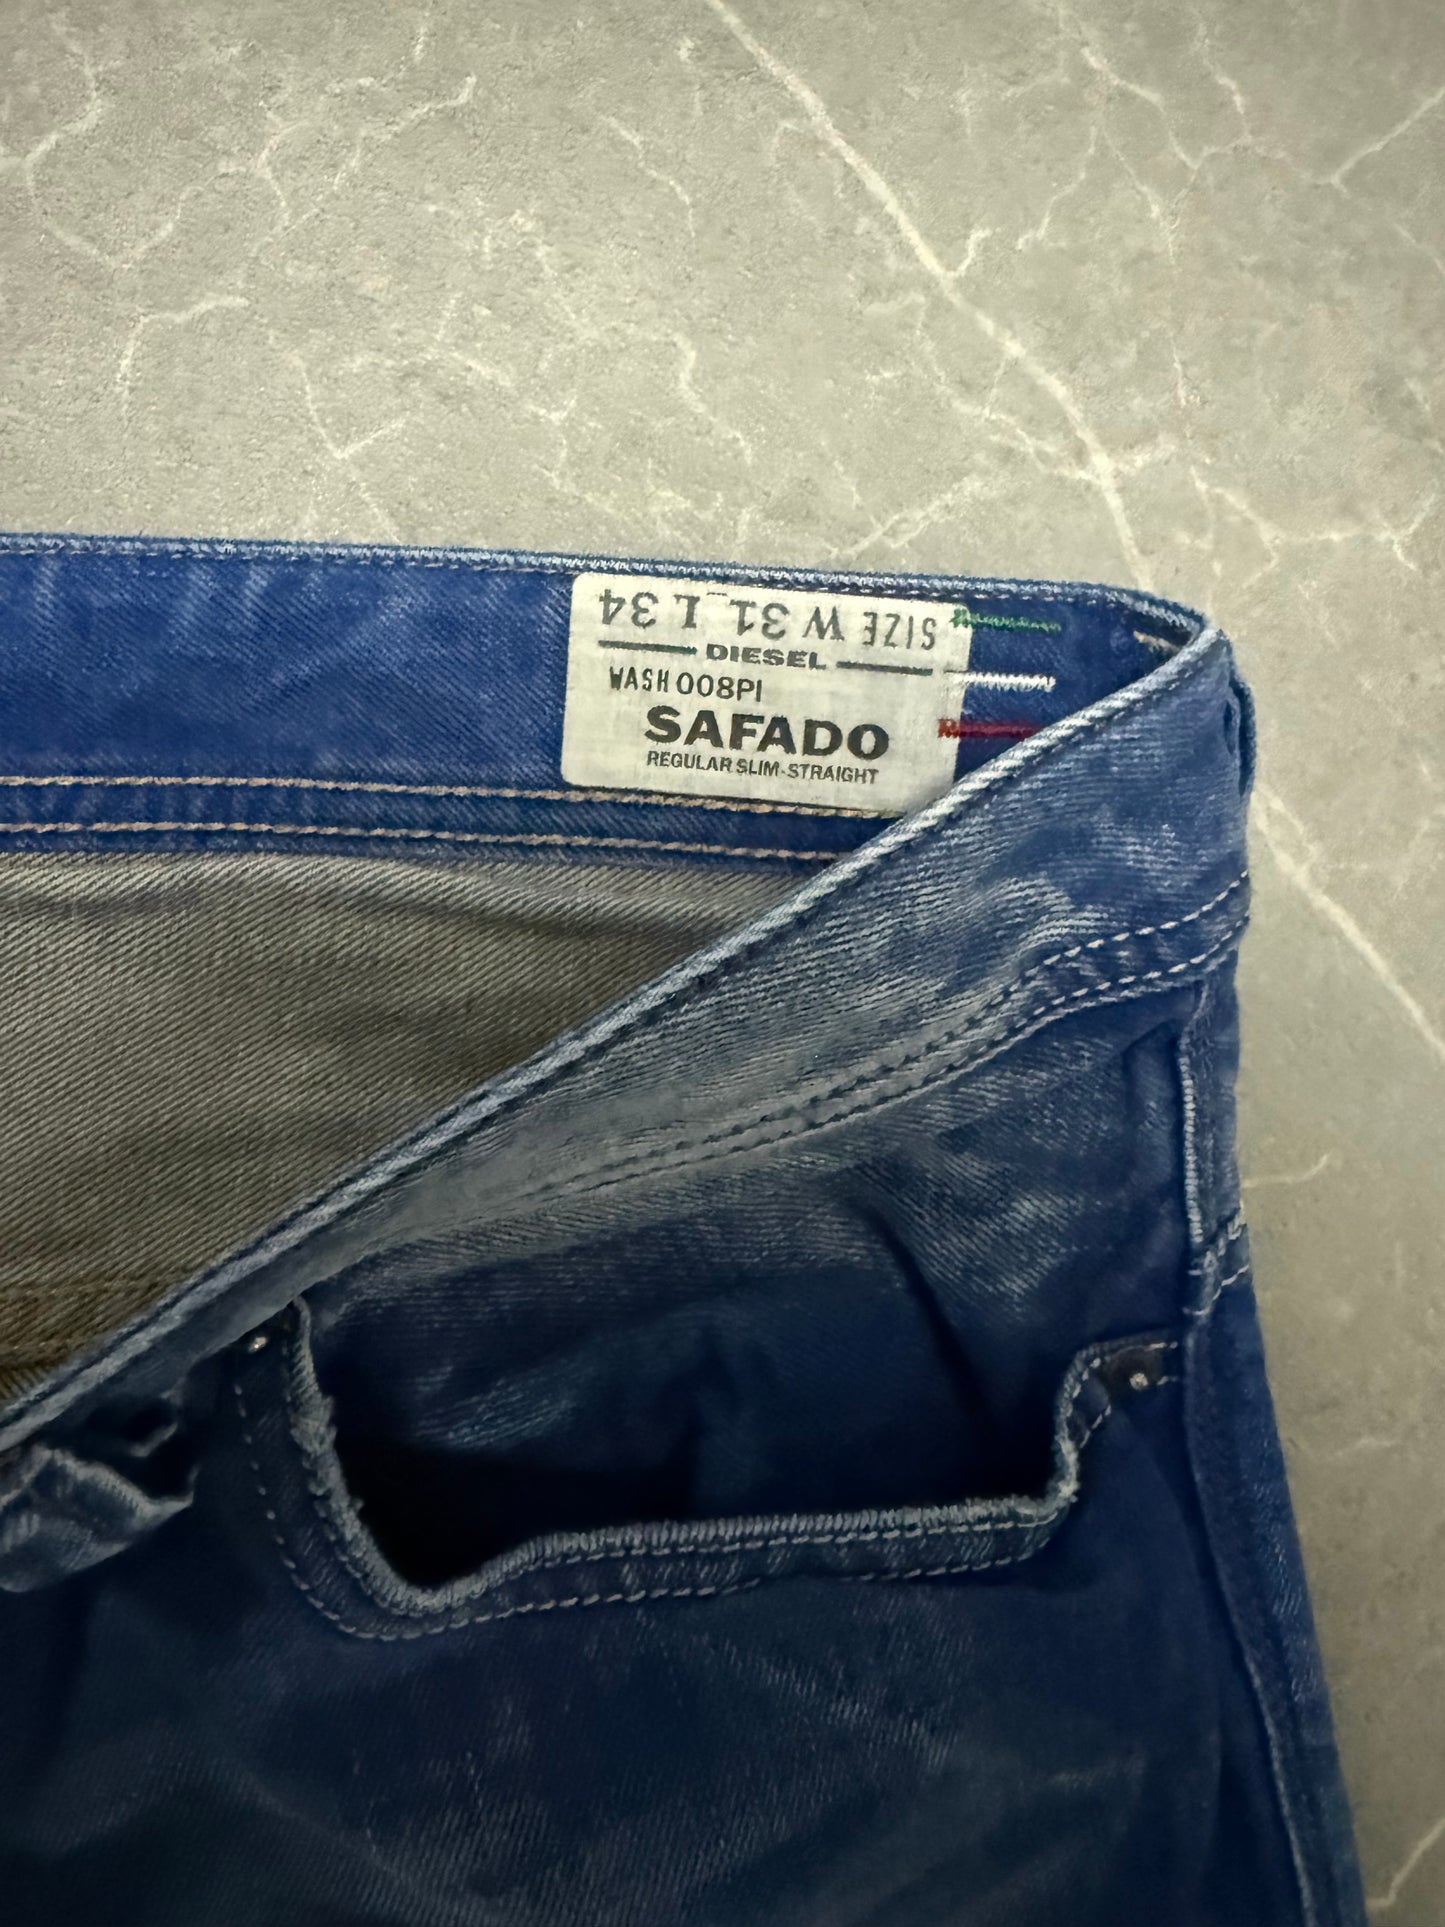 SIZE W 31 L 34
DIESEL
WASH 008PI
SAFADO
REGULAR SLIM-STRAIGHT